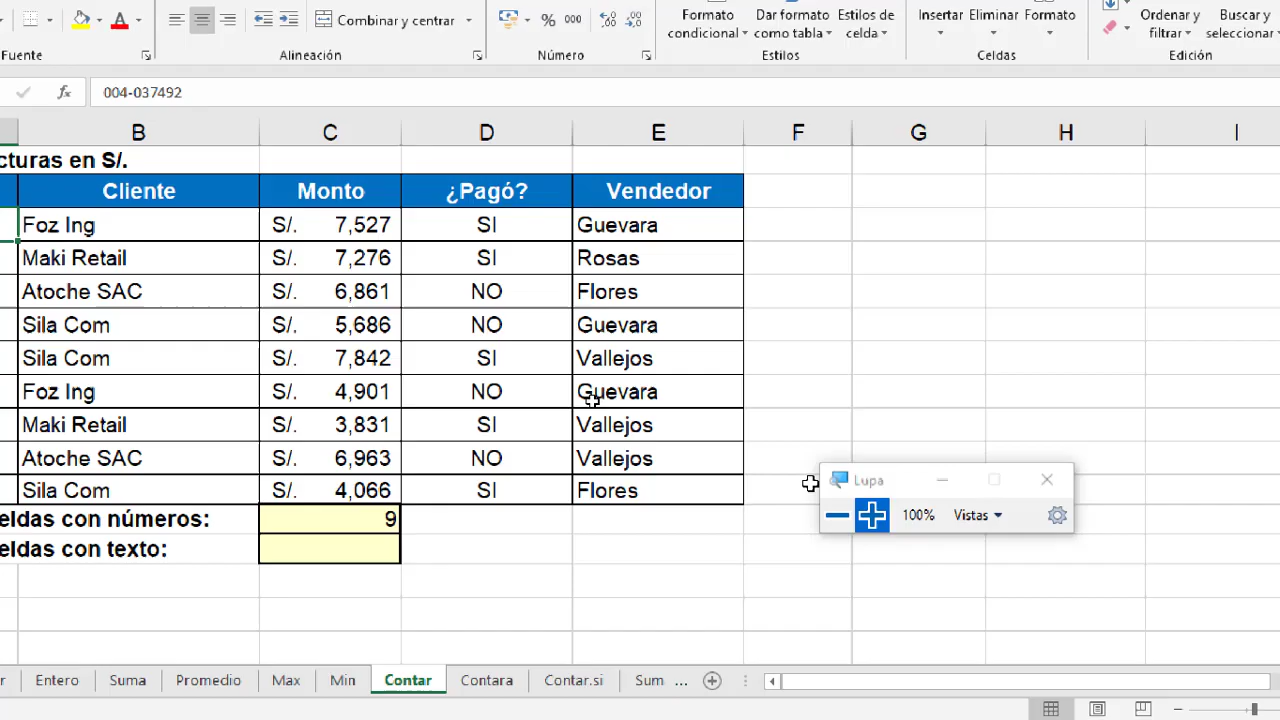 Combinar y centrar
%
000
Formato condicional
Dar formato como tabla
Estilos de celda
Insertar
Eliminar
Formato
Ordenar y filtrar
Buscar y seleccionar
Fuente
Alineación
Número
Estilos
Celdas
Edición
fx
004-037492
B C D E F G H I
cturas en S/.
Cliente Monto ¿Pagó? Vendedor
Foz Ing S/. 7,527 SI Guevara
Maki Retail S/. 7,276 SI Rosas
Atoche SAC S/. 6,861 NO Flores
Sila Com S/. 5,686 NO Guevara
Sila Com S/. 7,842 SI Vallejos
Foz Ing S/. 4,901 NO Guevara
Maki Retail S/. 3,831 SI Vallejos
Atoche SAC S/. 6,963 NO Vallejos
Sila Com S/. 4,066 SI Flores
eldas con números: 9
eldas con texto:
Lupa
100% Vistas
r Entero Suma Promedio Max Min Contar Contara Contar.si Sum ...